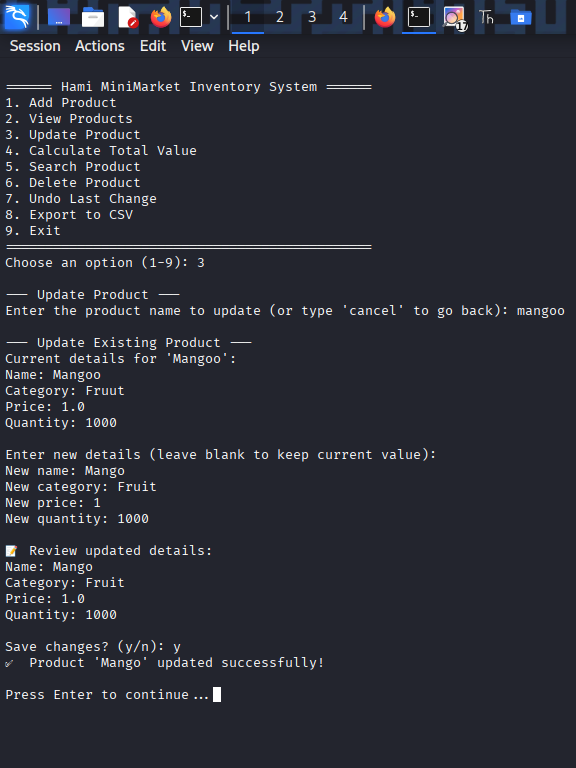 1 2 3 4
17
Session Actions Edit View Help
====== Hami MiniMarket Inventory System ======
1. Add Product
2. View Products
3. Update Product
4. Calculate Total Value
5. Search Product
6. Delete Product
7. Undo Last Change
8. Export to CSV
9. Exit
==============================================
Choose an option (1-9): 3
--- Update Product ---
Enter the product name to update (or type 'cancel' to go back): mangoo
--- Update Existing Product ---
Current details for 'Mangoo':
Name: Mangoo
Category: Fruut
Price: 1.0
Quantity: 1000
Enter new details (leave blank to keep current value):
New name: Mango
New category: Fruit
New price: 1
New quantity: 1000
📝 Review updated details:
Name: Mango
Category: Fruit
Price: 1.0
Quantity: 1000
Save changes? (y/n): y
✅ Product 'Mango' updated successfully!
Press Enter to continue...